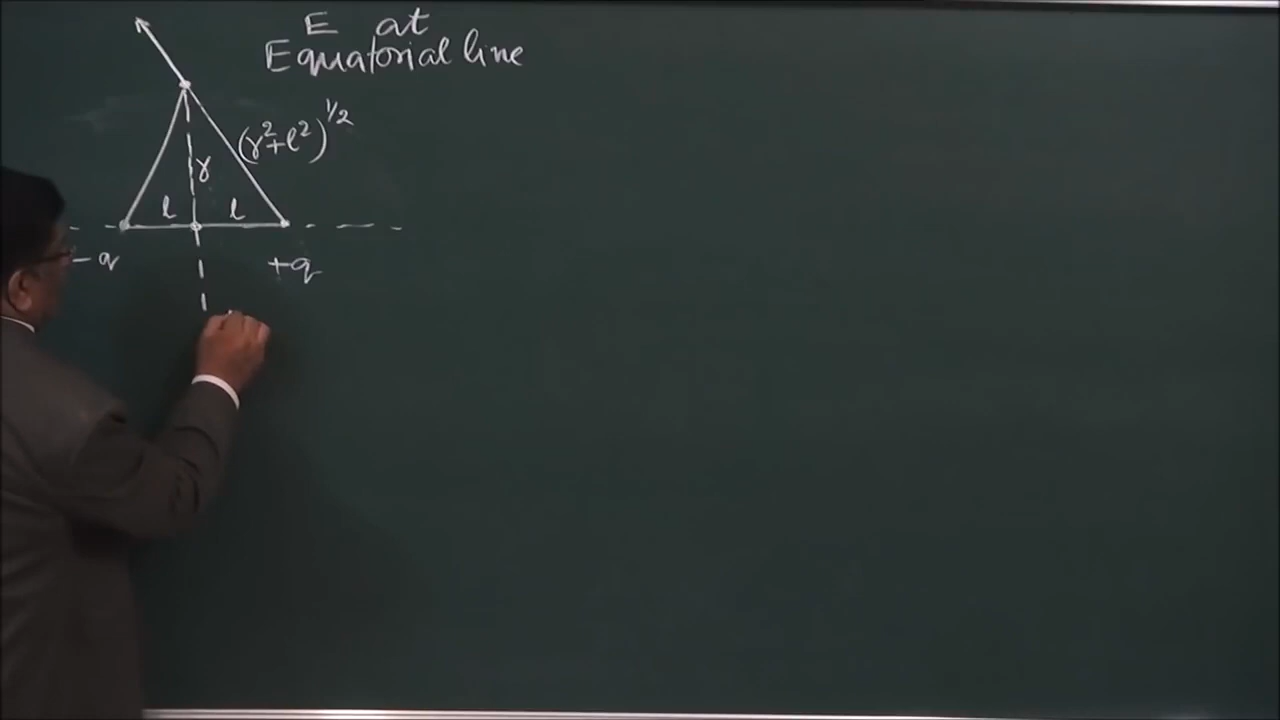 E at
Equatorial line
(r²+l²)^1/2
r
l l
-q +q